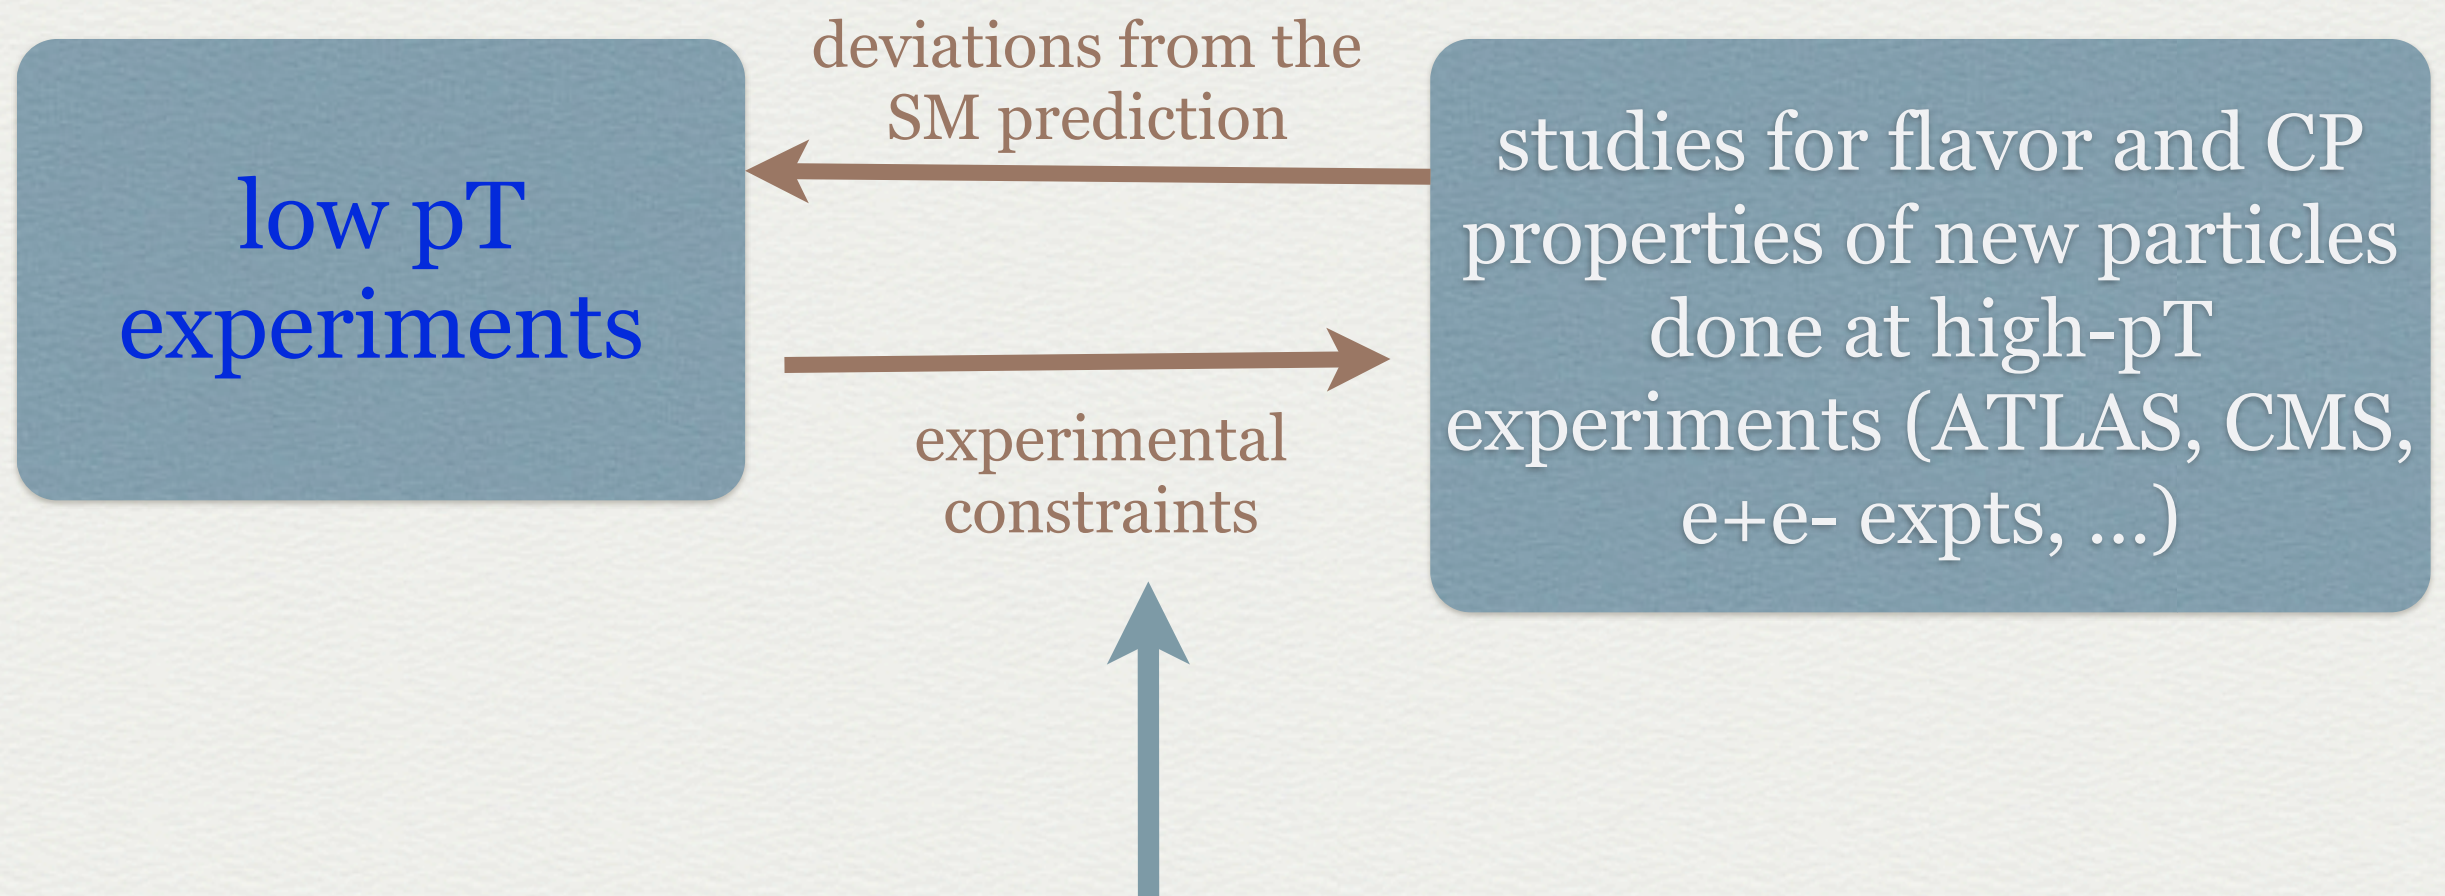 low pT
experiments
deviations from the
SM prediction
experimental
constraints
studies for flavor and CP
properties of new particles
done at high-pT
experiments (ATLAS, CMS,
e+e- expts, ...)